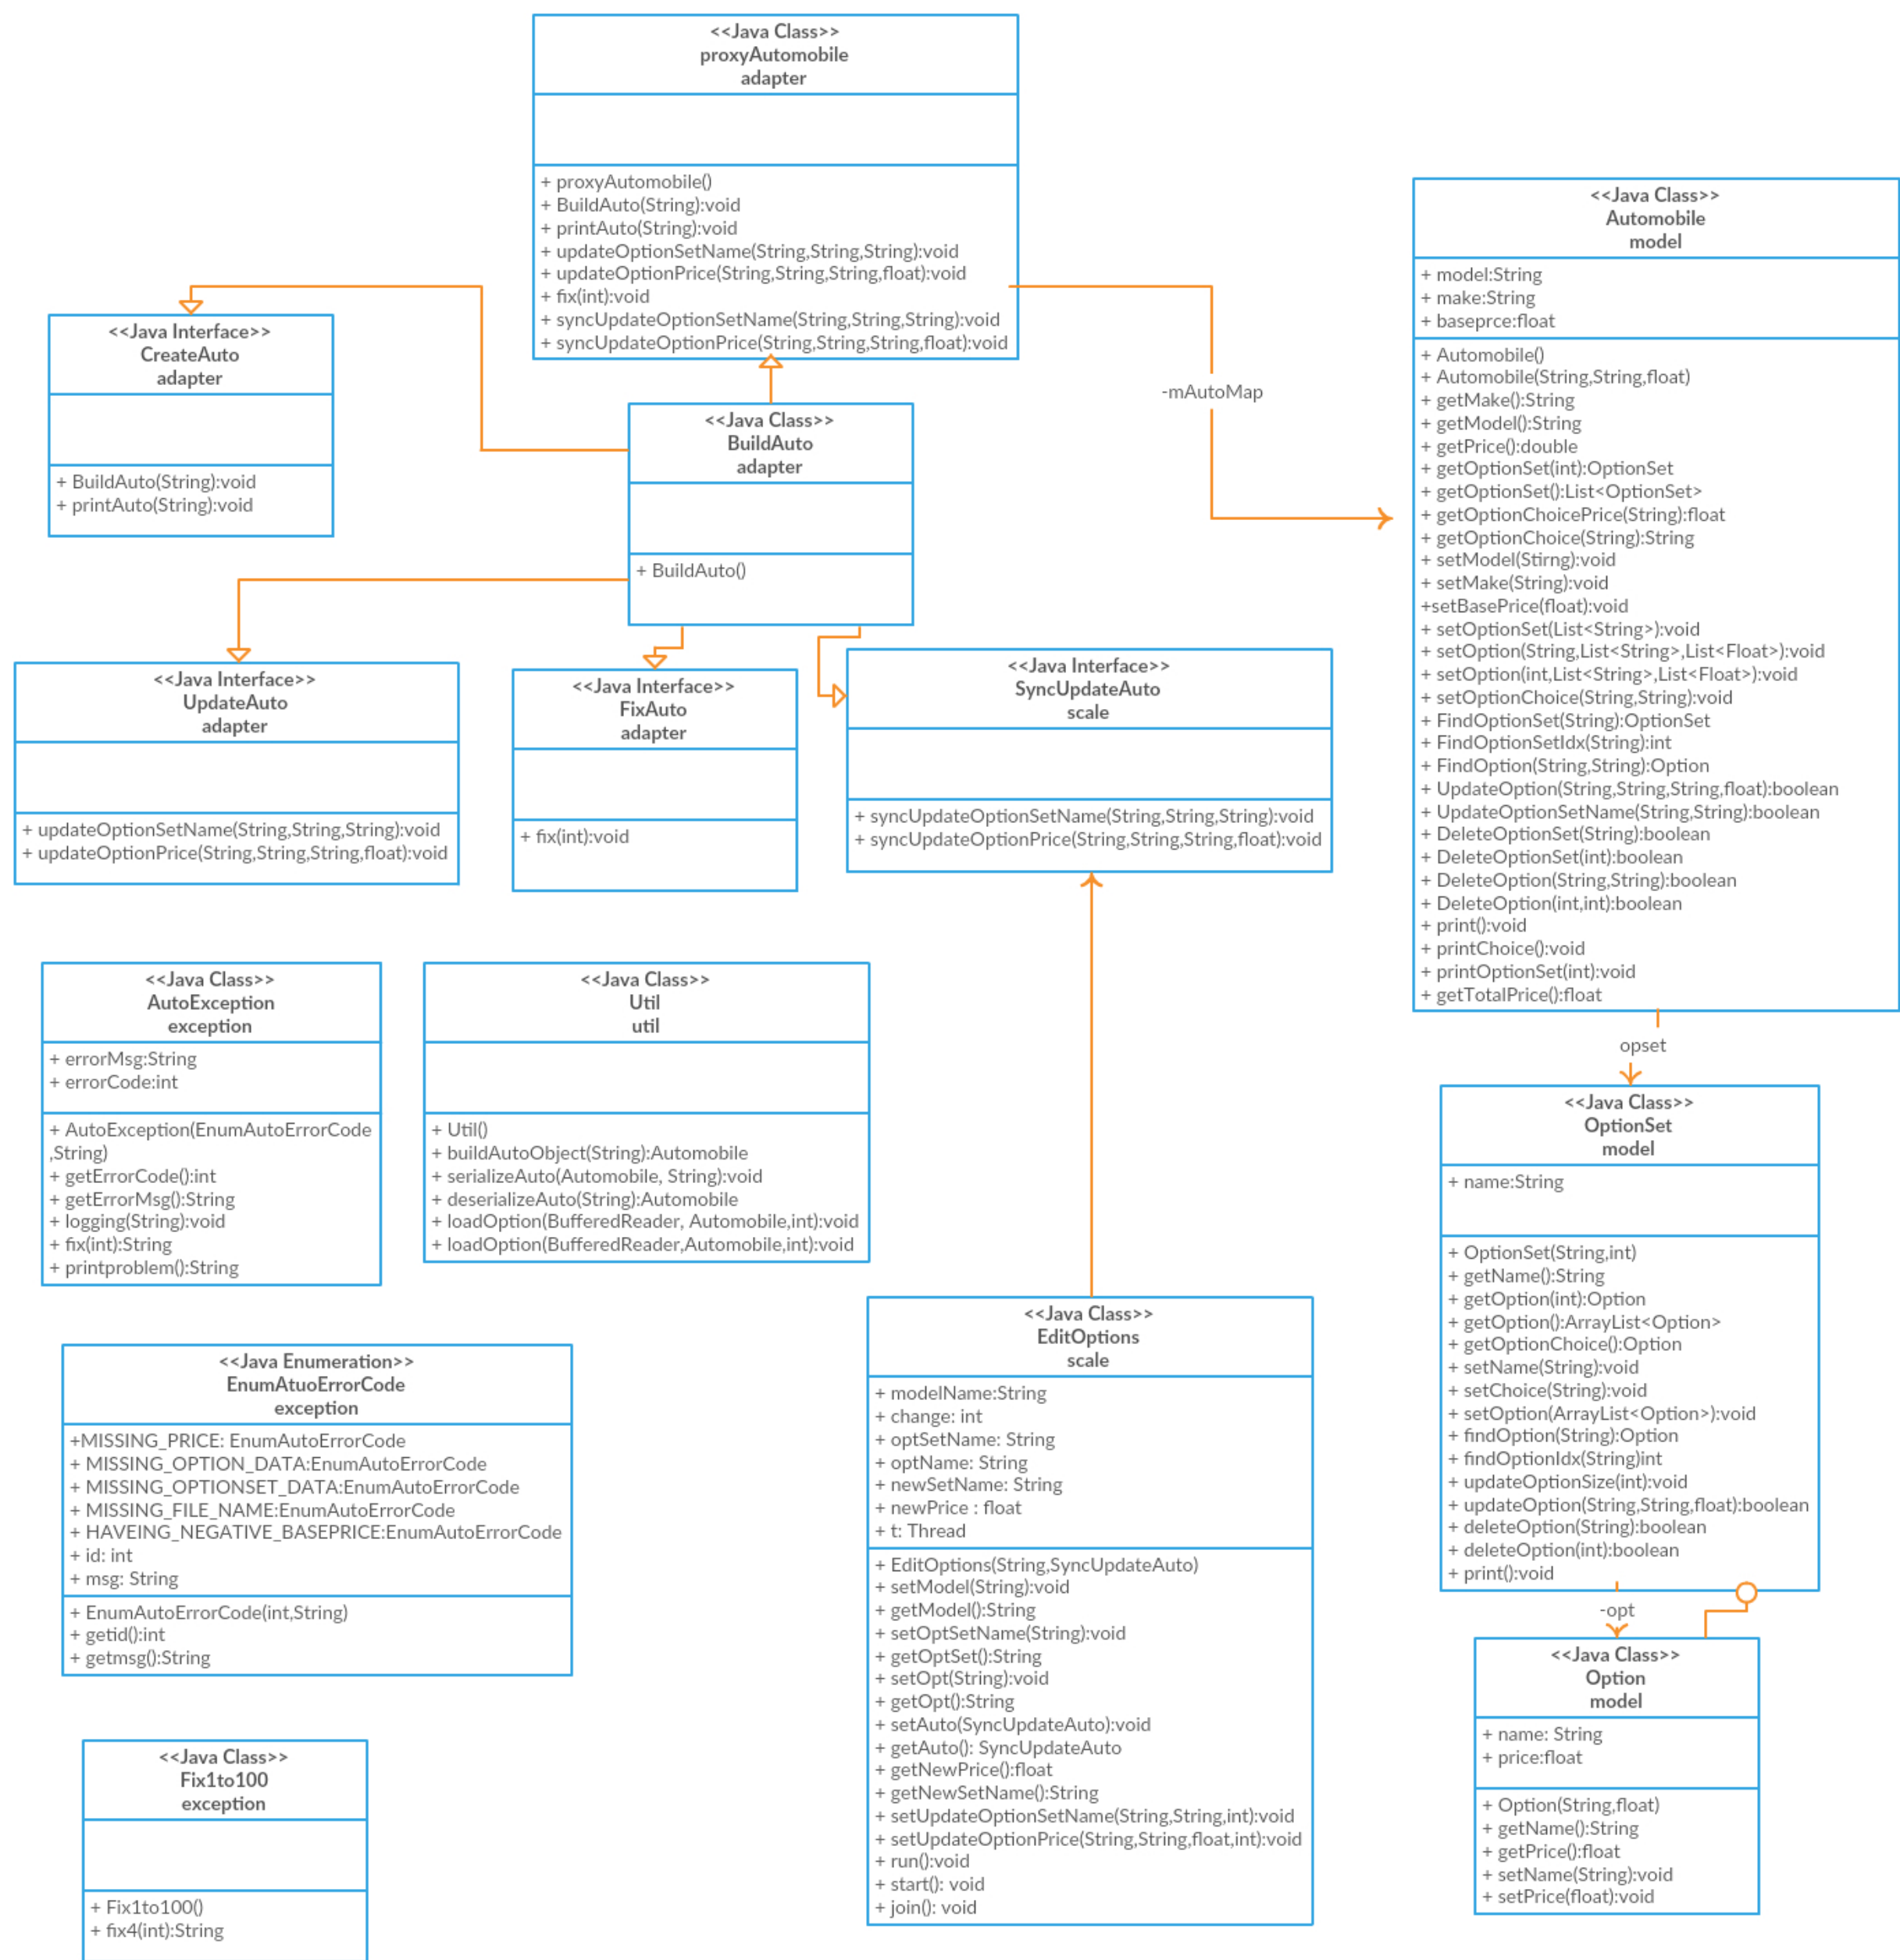 <<Java Class>>
proxyAutomobile
adapter
+ proxyAutomobile()
+ BuildAuto(String):void
+ printAuto(String):void
+ updateOptionSetName(String,String,String):void
+ updateOptionPrice(String,String,String,float):void
+ fix(int):void
+ syncUpdateOptionSetName(String,String,String):void
+ syncUpdateOptionPrice(String,String,String,float):void
-mAutoMap
<<Java Class>>
Automobile
model
+ model:String
+ make:String
+ baseprce:float
+ Automobile()
+ Automobile(String,String,float)
+ getMake():String
+ getModel():String
+ getPrice():double
+ getOptionSet(int):OptionSet
+ getOptionSet():List<OptionSet>
+ getOptionChoicePrice(String):float
+ getOptionChoice(String):String
+ setModel(Stirng):void
+ setMake(String):void
+setBasePrice(float):void
+ setOptionSet(List<String>):void
+ setOption(String,List<String>,List<Float>):void
+ setOption(int,List<String>,List<Float>):void
+ setOptionChoice(String,String):void
+ FindOptionSet(String):OptionSet
+ FindOptionSetIdx(String):int
+ FindOption(String,String):Option
+ UpdateOption(String,String,String,float):boolean
+ UpdateOptionSetName(String,String):boolean
+ DeleteOptionSet(String):boolean
+ DeleteOptionSet(int):boolean
+ DeleteOption(String,String):boolean
+ DeleteOption(int,int):boolean
+ print():void
+ printChoice():void
+ printOptionSet(int):void
+ getTotalPrice():float
<<Java Interface>>
CreateAuto
adapter
+ BuildAuto(String):void
+ printAuto(String):void
<<Java Class>>
BuildAuto
adapter
+ BuildAuto()
<<Java Interface>>
UpdateAuto
adapter
+ updateOptionSetName(String,String,String):void
+ updateOptionPrice(String,String,String,float):void
<<Java Interface>>
FixAuto
adapter
+ fix(int):void
<<Java Interface>>
SyncUpdateAuto
scale
+ syncUpdateOptionSetName(String,String,String):void
+ syncUpdateOptionPrice(String,String,String,float):void
<<Java Class>>
AutoException
exception
+ errorMsg:String
+ errorCode:int
+ AutoException(EnumAutoErrorCode
,String)
+ getErrorCode():int
+ getErrorMsg():String
+ logging(String):void
+ fix(int):String
+ printproblem():String
<<Java Class>>
Util
util
+ Util()
+ buildAutoObject(String):Automobile
+ serializeAuto(Automobile, String):void
+ deserializeAuto(String):Automobile
+ loadOption(BufferedReader, Automobile,int):void
+ loadOption(BufferedReader,Automobile,int):void
opset
<<Java Class>>
OptionSet
model
+ name:String
+ OptionSet(String,int)
+ getName():String
+ getOption(int):Option
+ getOption():ArrayList<Option>
+ getOptionChoice():Option
+ setName(String):void
+ setChoice(String):void
+ setOption(ArrayList<Option>):void
+ findOption(String):Option
+ findOptionIdx(String)int
+ updateOptionSize(int):void
+ updateOption(String,String,float):boolean
+ deleteOption(String):boolean
+ deleteOption(int):boolean
+ print():void
<<Java Enumeration>>
EnumAtuoErrorCode
exception
+MISSING_PRICE: EnumAutoErrorCode
+ MISSING_OPTION_DATA:EnumAutoErrorCode
+ MISSING_OPTIONSET_DATA:EnumAutoErrorCode
+ MISSING_FILE_NAME:EnumAutoErrorCode
+ HAVEING_NEGATIVE_BASEPRICE:EnumAutoErrorCode
+ id: int
+ msg: String
+ EnumAutoErrorCode(int,String)
+ getid():int
+ getmsg():String
<<Java Class>>
EditOptions
scale
+ modelName:String
+ change: int
+ optSetName: String
+ optName: String
+ newSetName: String
+ newPrice : float
+ t: Thread
+ EditOptions(String,SyncUpdateAuto)
+ setModel(String):void
+ getModel():String
+ setOptSetName(String):void
+ getOptSet():String
+ setOpt(String):void
+ getOpt():String
+ setAuto(SyncUpdateAuto):void
+ getAuto(): SyncUpdateAuto
+ getNewPrice():float
+ getNewSetName():String
+ setUpdateOptionSetName(String,String,int):void
+ setUpdateOptionPrice(String,String,float,int):void
+ run():void
+ start(): void
+ join(): void
-opt
<<Java Class>>
Option
model
+ name: String
+ price:float
+ Option(String,float)
+ getName():String
+ getPrice():float
+ setName(String):void
+ setPrice(float):void
<<Java Class>>
Fix1to100
exception
+ Fix1to100()
+ fix4(int):String